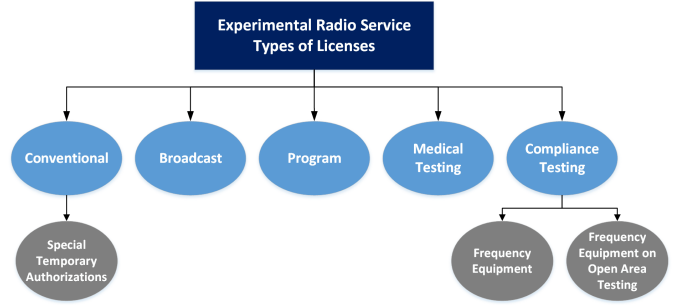 Experimental Radio Service
Types of Licenses
Conventional
Broadcast
Program
Medical
Testing
Compliance
Testing
Special
Temporary
Authorizations
Frequency
Equipment
Frequency
Equipment on
Open Area
Testing